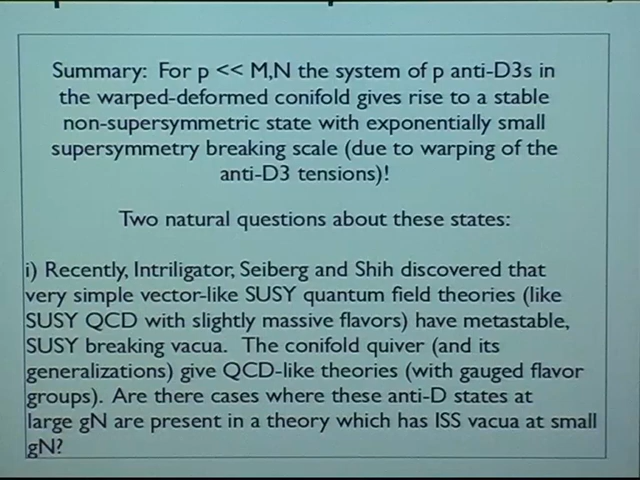 Summary: For p << M,N the system of p anti-D3s in
the warped-deformed conifold gives rise to a stable
non-supersymmetric state with exponentially small
supersymmetry breaking scale (due to warping of the
anti-D3 tensions)!
Two natural questions about these states:
i) Recently, Intriligator, Seiberg and Shih discovered that
very simple vector-like SUSY quantum field theories (like
SUSY QCD with slightly massive flavors) have metastable,
SUSY breaking vacua. The conifold quiver (and its
generalizations) give QCD-like theories (with gauged flavor
groups). Are there cases where these anti-D states at
large gN are present in a theory which has ISS vacua at small
gN?